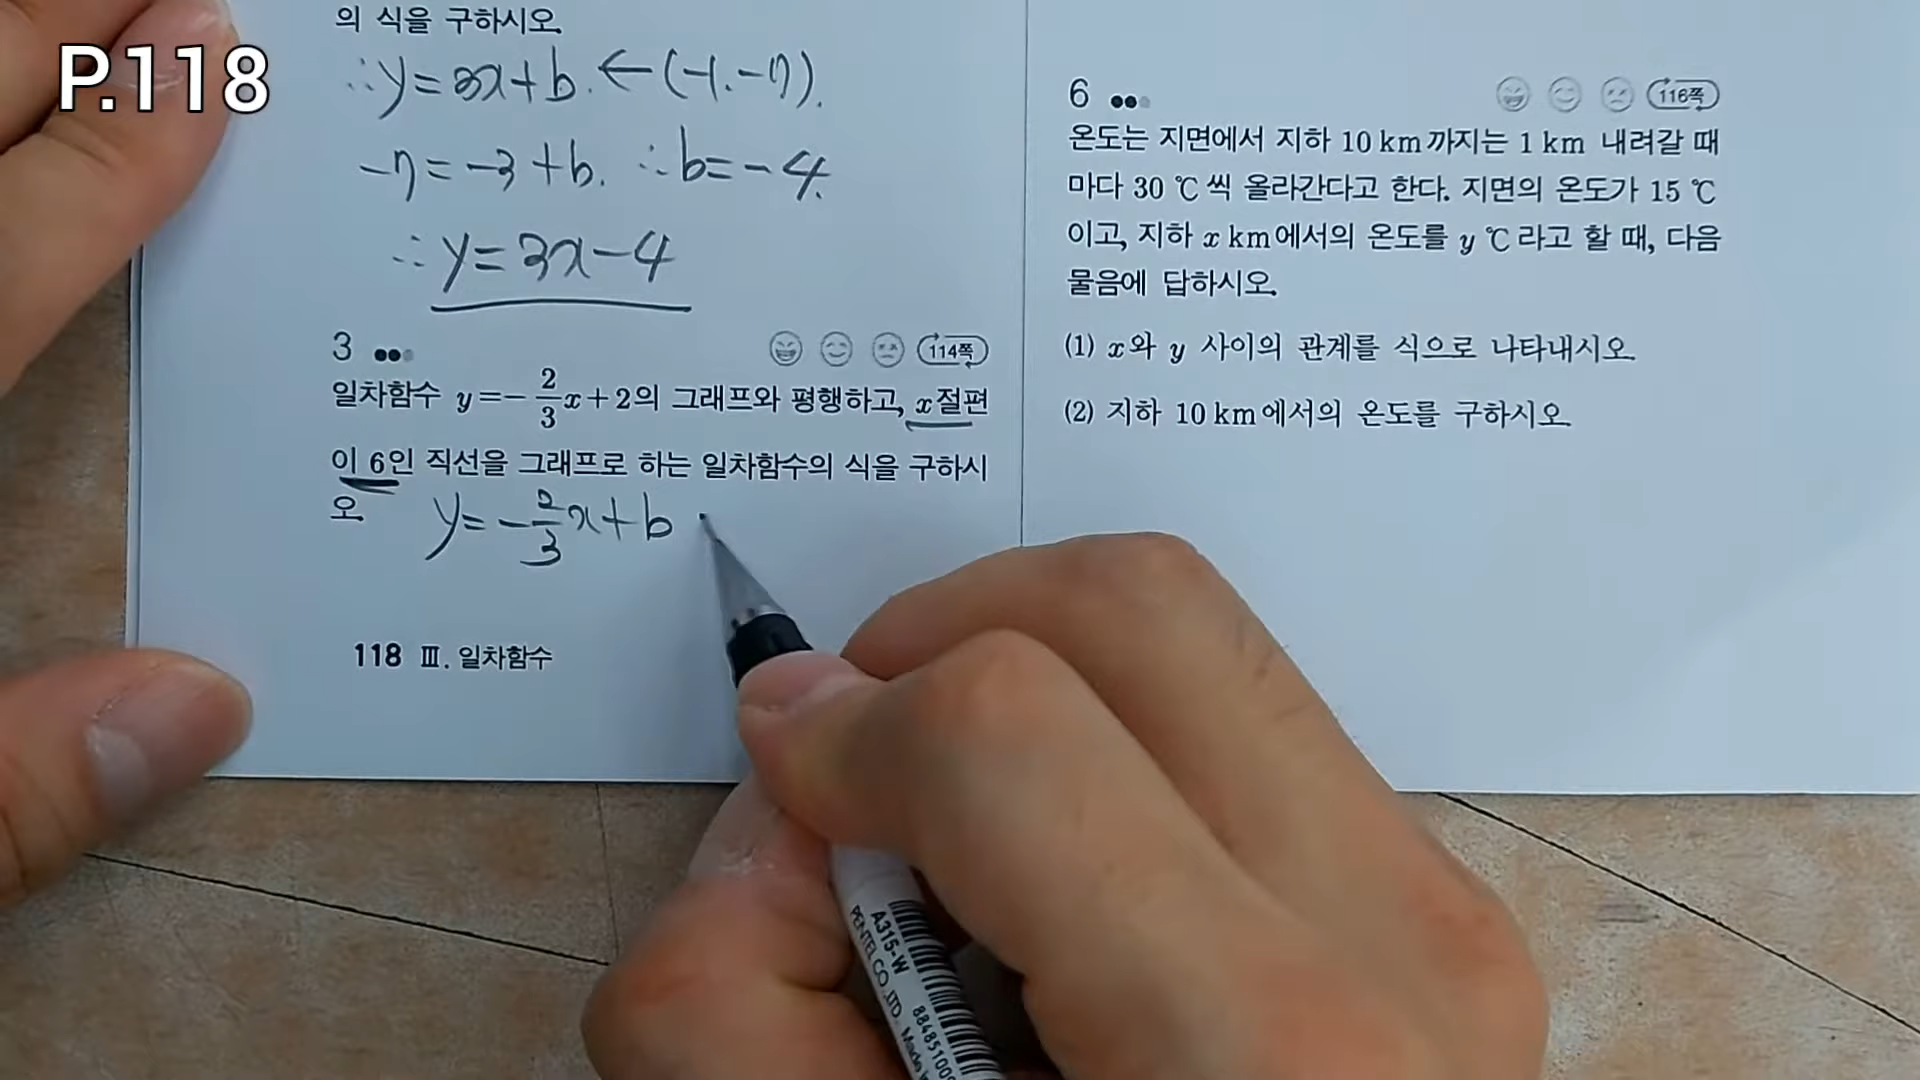 P.118
의 식을 구하시오.
∴y=3x+b. ←(-1.-7).
-7=-3+b. ∴b=-4.
∴y=3x-4
3 114쪽
일차함수 y=-2/3x+2의 그래프와 평행하고, x절편
이 6인 직선을 그래프로 하는 일차함수의 식을 구하시
오.
y=-2/3x+b
118 Ⅲ. 일차함수
6 116쪽
온도는 지면에서 지하 10 km까지는 1 km 내려갈 때
마다 30 ℃씩 올라간다고 한다. 지면의 온도가 15 ℃
이고, 지하 x km에서의 온도를 y ℃라고 할 때, 다음
물음에 답하시오.
(1) x와 y 사이의 관계를 식으로 나타내시오.
(2) 지하 10 km에서의 온도를 구하시오.
A315-W
PENTEL CO.,LTD.